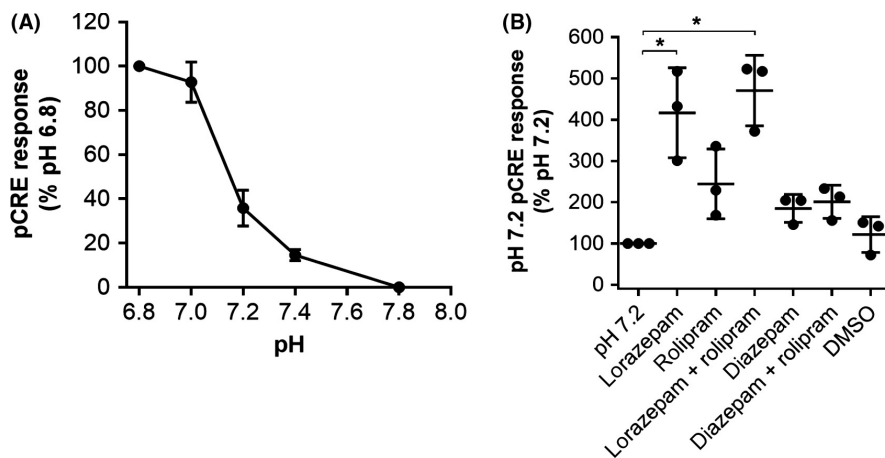 (A)
120
100
80
60
40
20
0
pCRE response
(% pH 6.8)
6.8 7.0 7.2 7.4 7.6 7.8 8.0
pH
(B)
*
*
600
500
400
300
200
100
0
pH 7.2 pCRE response
(% pH 7.2)
pH 7.2
Lorazepam
Rolipram
Lorazepam + rolipram
Diazepam
Diazepam + rolipram
DMSO